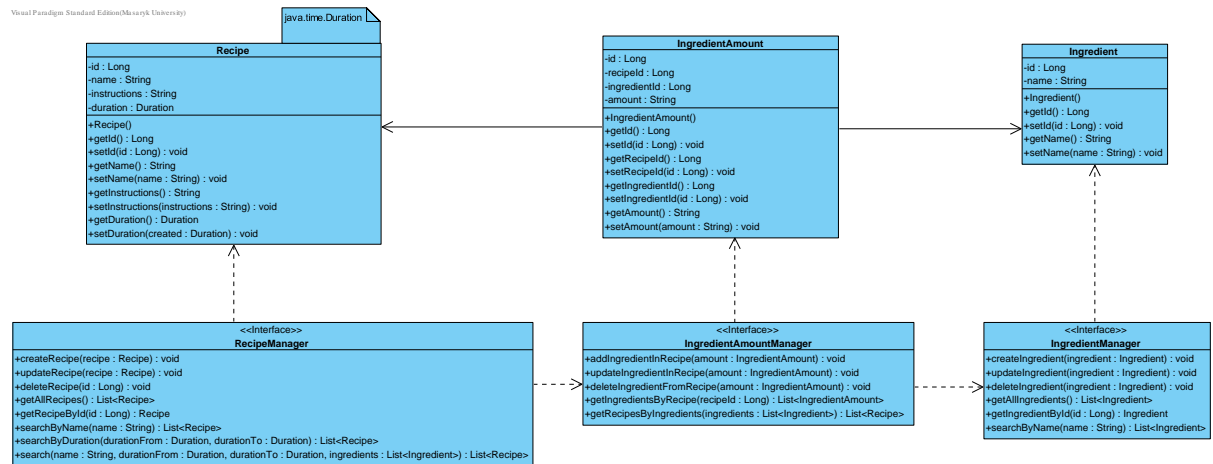 Visual Paradigm Standard Edition(Masaryk University)
java.time.Duration
Recipe
-id : Long
-name : String
-instructions : String
-duration : Duration
+Recipe()
+getId() : Long
+setId(id : Long) : void
+getName() : String
+setName(name : String) : void
+getInstructions() : String
+setInstructions(instructions : String) : void
+getDuration() : Duration
+setDuration(created : Duration) : void
IngredientAmount
-id : Long
-recipeId : Long
-ingredientId : Long
-amount : String
+IngredientAmount()
+getId() : Long
+setId(id : Long) : void
+getRecipeId() : Long
+setRecipeId(id : Long) : void
+getIngredientId() : Long
+setIngredientId(id : Long) : void
+getAmount() : String
+setAmount(amount : String) : void
Ingredient
-id : Long
-name : String
+Ingredient()
+getId() : Long
+setId(id : Long) : void
+getName() : String
+setName(name : String) : void
<<Interface>>
RecipeManager
+createRecipe(recipe : Recipe) : void
+updateRecipe(recipe : Recipe) : void
+deleteRecipe(id : Long) : void
+getAllRecipes() : List<Recipe>
+getRecipeById(id : Long) : Recipe
+searchByName(name : String) : List<Recipe>
+searchByDuration(durationFrom : Duration, durationTo : Duration) : List<Recipe>
+search(name : String, durationFrom : Duration, durationTo : Duration, ingredients : List<Ingredient>) : List<Recipe>
<<Interface>>
IngredientAmountManager
+addIngredientInRecipe(amount : IngredientAmount) : void
+updateIngredientInRecipe(amount : IngredientAmount) : void
+deleteIngredientFromRecipe(amount : IngredientAmount) : void
+getIngredientsByRecipe(recipeId : Long) : List<IngredientAmount>
+getRecipesByIngredients(ingredients : List<Ingredient>) : List<Recipe>
<<Interface>>
IngredientManager
+createIngredient(ingredient : Ingredient) : void
+updateIngredient(ingredient : Ingredient) : void
+deleteIngredient(ingredient : Ingredient) : void
+getAllIngredients() : List<Ingredient>
+getIngredientById(id : Long) : Ingredient
+searchByName(name : String) : List<Ingredient>